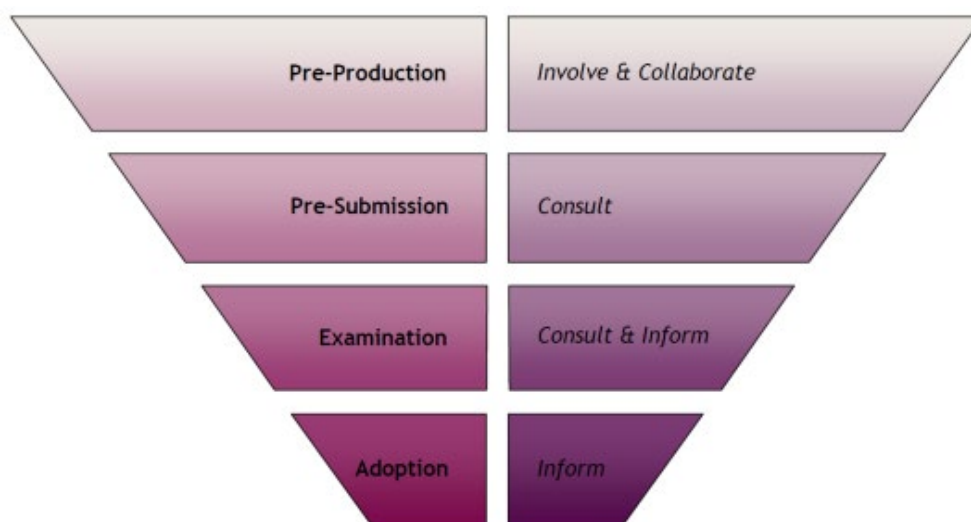 Pre-Production Involve & Collaborate
Pre-Submission Consult
Examination Consult & Inform
Adoption Inform